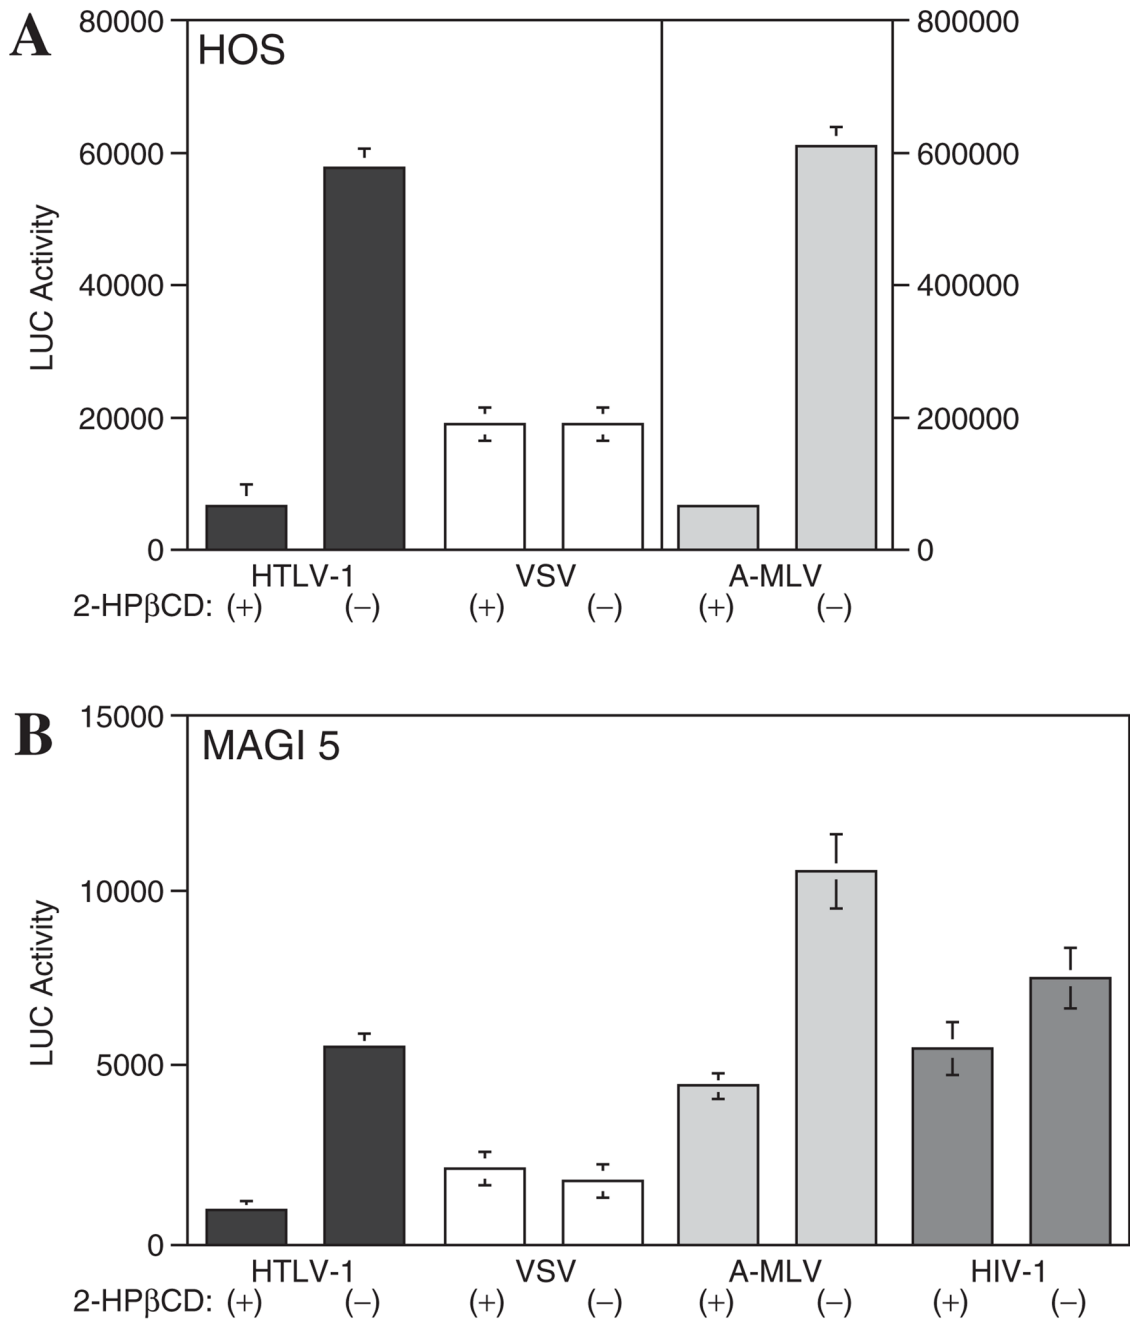 A
HOS
80000
60000
40000
20000
0
LUC Activity
800000
600000
400000
200000
0
HTLV-1 VSV A-MLV
2-HPβCD: (+) (–) (+) (–) (+) (–)
B
MAGI 5
15000
10000
5000
0
LUC Activity
HTLV-1 VSV A-MLV HIV-1
2-HPβCD: (+) (–) (+) (–) (+) (–) (+) (–)